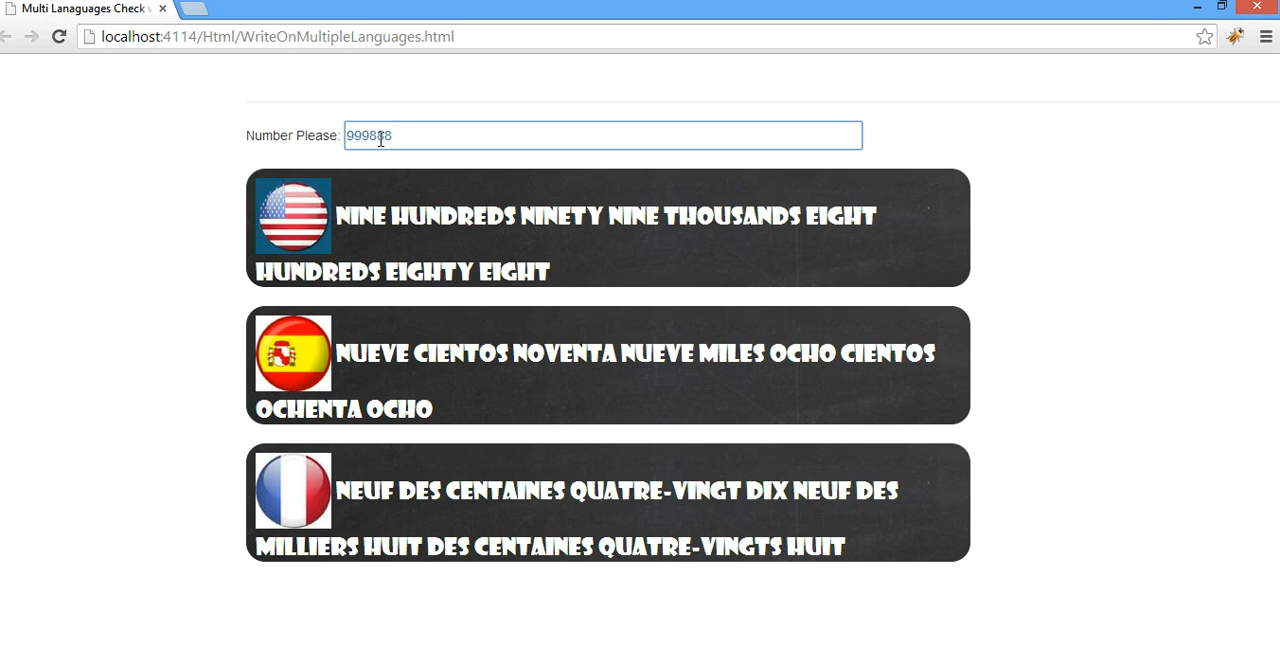 Multi Lanaguages Check
localhost:4114/Html/WriteOnMultipleLanguages.html
Number Please: 999888
NINE HUNDREDS NINETY NINE THOUSANDS EIGHT
HUNDREDS EIGHTY EIGHT
NUEVE CIENTOS NOVENTA NUEVE MILES OCHO CIENTOS
OCHENTA OCHO
NEUF DES CENTAINES QUATRE-VINGT DIX NEUF DES
MILLIERS HUIT DES CENTAINES QUATRE-VINGTS HUIT